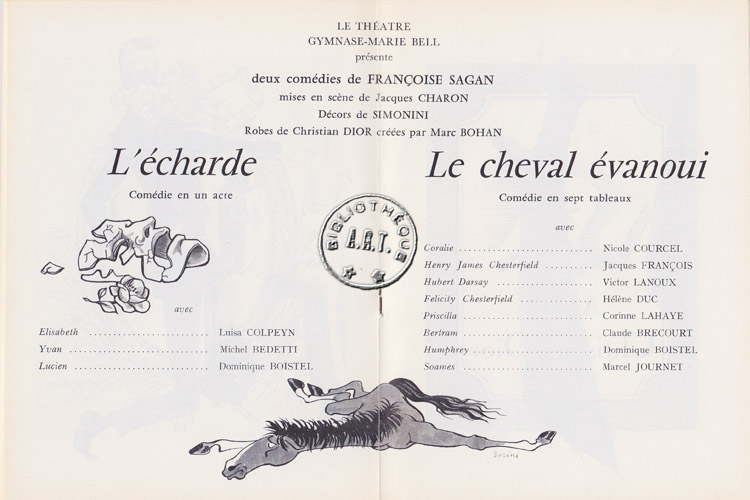 LE THÉATRE
GYMNASE-MARIE BELL
présente
deux comédies de FRANÇOISE SAGAN
mises en scène de Jacques CHARON
Décors de SIMONINI
Robes de Christian DIOR créées par Marc BOHAN
L'écharde
Comédie en un acte
avec
Elisabeth ........................ Luisa COLPEYN
Yvan ............................ Michel BEDETTI
Lucien .......................... Dominique BOISTEL
BIBLIOTHÈQUE
A.R.T.
Le cheval évanoui
Comédie en sept tableaux
avec
Coralie ................................ Nicole COURCEL
Henry James Chesterfield ............... Jacques FRANÇOIS
Hubert Darsay ................... Victor LANOUX
Felicity Chesterfield ............... Hélène DUC
Priscilla .......................... Corinne LAHAYE
Bertram ......................... Claude BRECOURT
Humphrey ......................... Dominique BOISTEL
Soames .......................... Marcel JOURNET